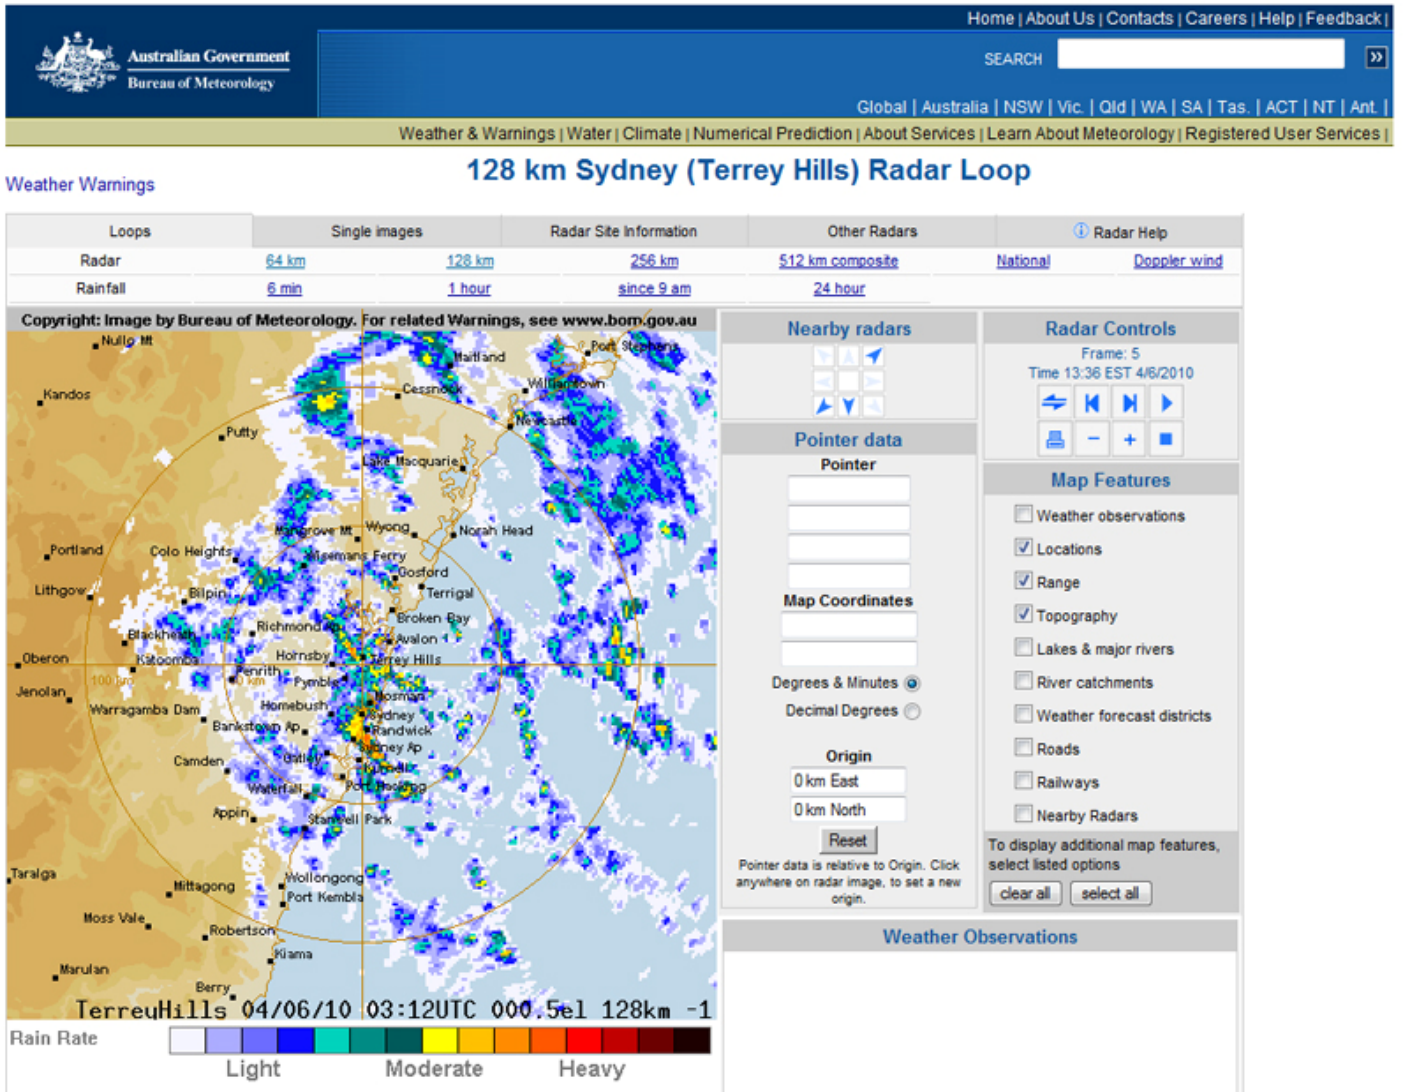 Home | About Us | Contacts | Careers | Help | Feedback |
Australian Government
Bureau of Meteorology
SEARCH
Global | Australia | NSW | Vic. | Qld | WA | SA | Tas. | ACT | NT | Ant. |
Weather & Warnings | Water | Climate | Numerical Prediction | About Services | Learn About Meteorology | Registered User Services |
128 km Sydney (Terrey Hills) Radar Loop
Weather Warnings
Loops Single images Radar Site Information Other Radars Radar Help
Radar 64 km 128 km 256 km 512 km composite National Doppler wind
Rainfall 6 min 1 hour since 9 am 24 hour
Copyright: Image by Bureau of Meteorology. For related Warnings, see www.bom.gov.au
Nullo Mt
Maitland
Port Stephens
Kandos
Cessnock
Williamtown
Putty
Newcastle
Lake Macquarie
Mangrove Mt
Wyong
Norah Head
Portland
Colo Heights
Wisemans Ferry
Gosford
Lithgow
Bilpin
Terrigal
Broken Bay
Richmond
Blackheath
Avalon
Oberon
Katoomba
Hornsby
Terrey Hills
100 km
Penrith
Pymble
Jenolan
Mosman
Warragamba Dam
Homebush
Sydney
Bankstown Ap
Randwick
Sydney Ap
Camden
Oatley
Kurnell
Waterfall
Port Hacking
Appin
Stanwell Park
Taralga
Mittagong
Wollongong
Port Kembla
Moss Vale
Robertson
Kiama
Marulan
Berry
TerreyHills 04/06/10 03:12UTC 000.5el 128km -1
Rain Rate
Light Moderate Heavy
Nearby radars
Pointer data
Pointer
Map Coordinates
Degrees & Minutes
Decimal Degrees
Origin
0 km East
0 km North
Reset
Pointer data is relative to Origin. Click
anywhere on radar image, to set a new
origin.
Radar Controls
Frame: 5
Time 13:36 EST 4/6/2010
Map Features
Weather observations
Locations
Range
Topography
Lakes & major rivers
River catchments
Weather forecast districts
Roads
Railways
Nearby Radars
To display additional map features,
select listed options
clear all select all
Weather Observations